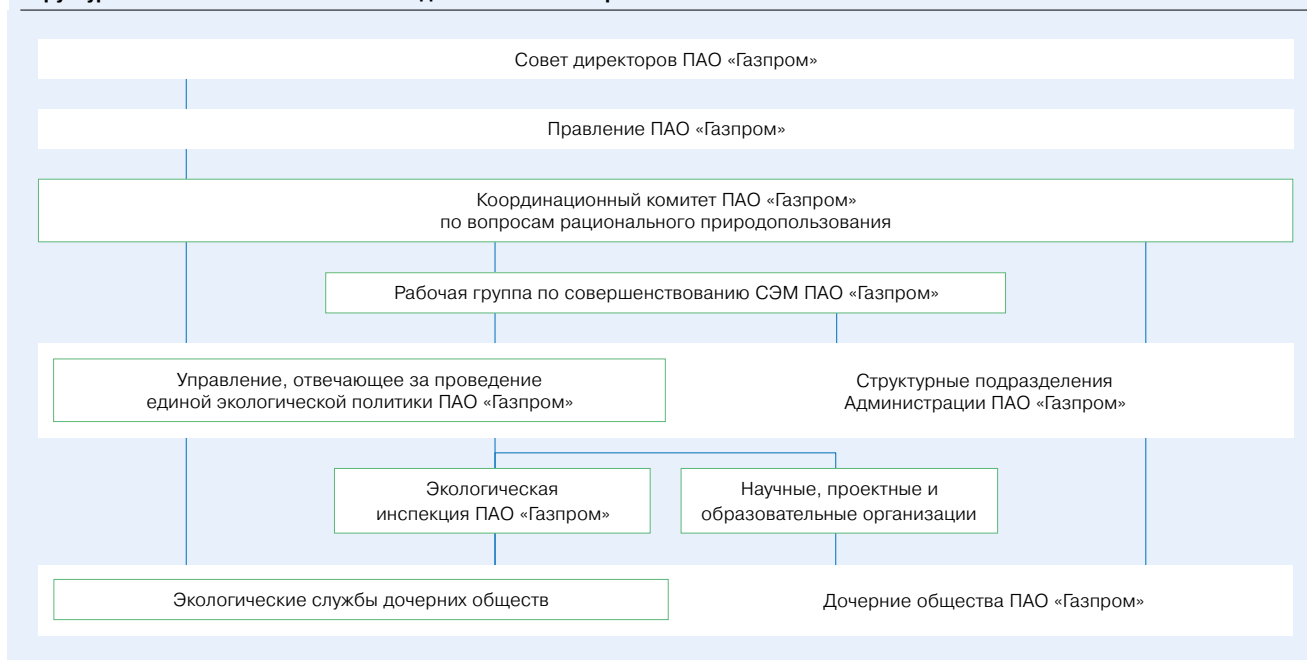 Совет директоров ПАО «Газпром»
Правление ПАО «Газпром»
Координационный комитет ПАО «Газпром»
по вопросам рационального природопользования
Рабочая группа по совершенствованию СЭМ ПАО «Газпром»
Управление, отвечающее за проведение
единой экологической политики ПАО «Газпром»
Структурные подразделения
Администрации ПАО «Газпром»
Экологическая
инспекция ПАО «Газпром»
Научные, проектные и
образовательные организации
Экологические службы дочерних обществ
Дочерние общества ПАО «Газпром»